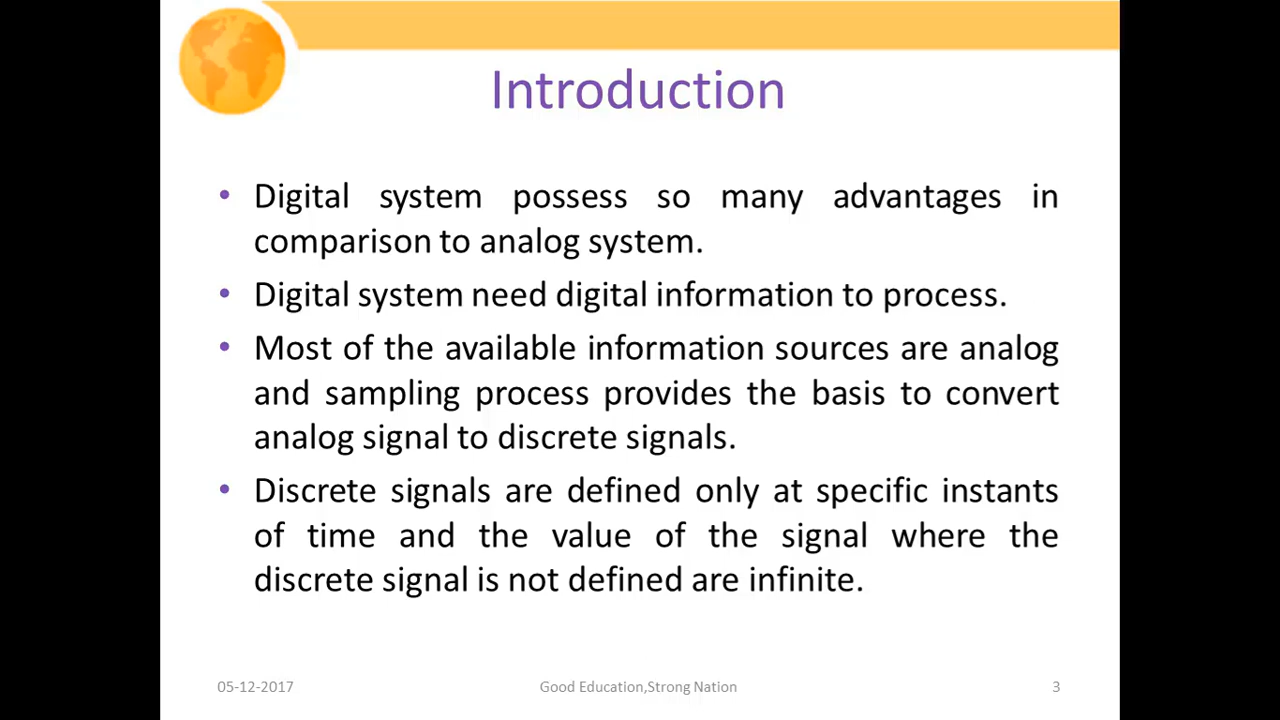 Introduction
• Digital system possess so many advantages in
comparison to analog system.
• Digital system need digital information to process.
• Most of the available information sources are analog
and sampling process provides the basis to convert
analog signal to discrete signals.
• Discrete signals are defined only at specific instants
of time and the value of the signal where the
discrete signal is not defined are infinite.
05-12-2017 Good Education,Strong Nation 3